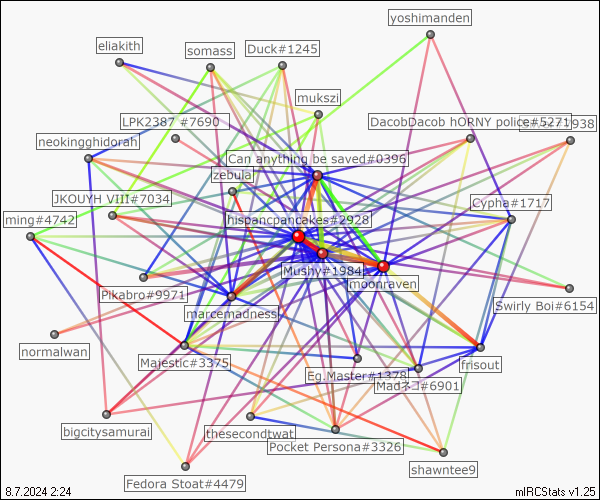 yoshimanden
eliakith
somass
Duck#1245
mukszi
LPK2387 #7690
DacobDacob hORNY police#5271
938
neokingghidorah
Can anything be saved#0396
zebuja
JKOUYH VIII#7034
Cypha#1717
ming#4742
hispancpancakes#2928
Mushy#1984
moonraven
Pikabro#9971
marcemadness
Swirly Boi#6154
normalwan
Majestic#3375
frisout
Eg.Master#1378
#6901
bigcitysamurai
thesecondtwat
Pocket Persona#3326
shawntee9
Fedora Stoat#4479
8.7.2024 2:24
mIRCStats v1.25